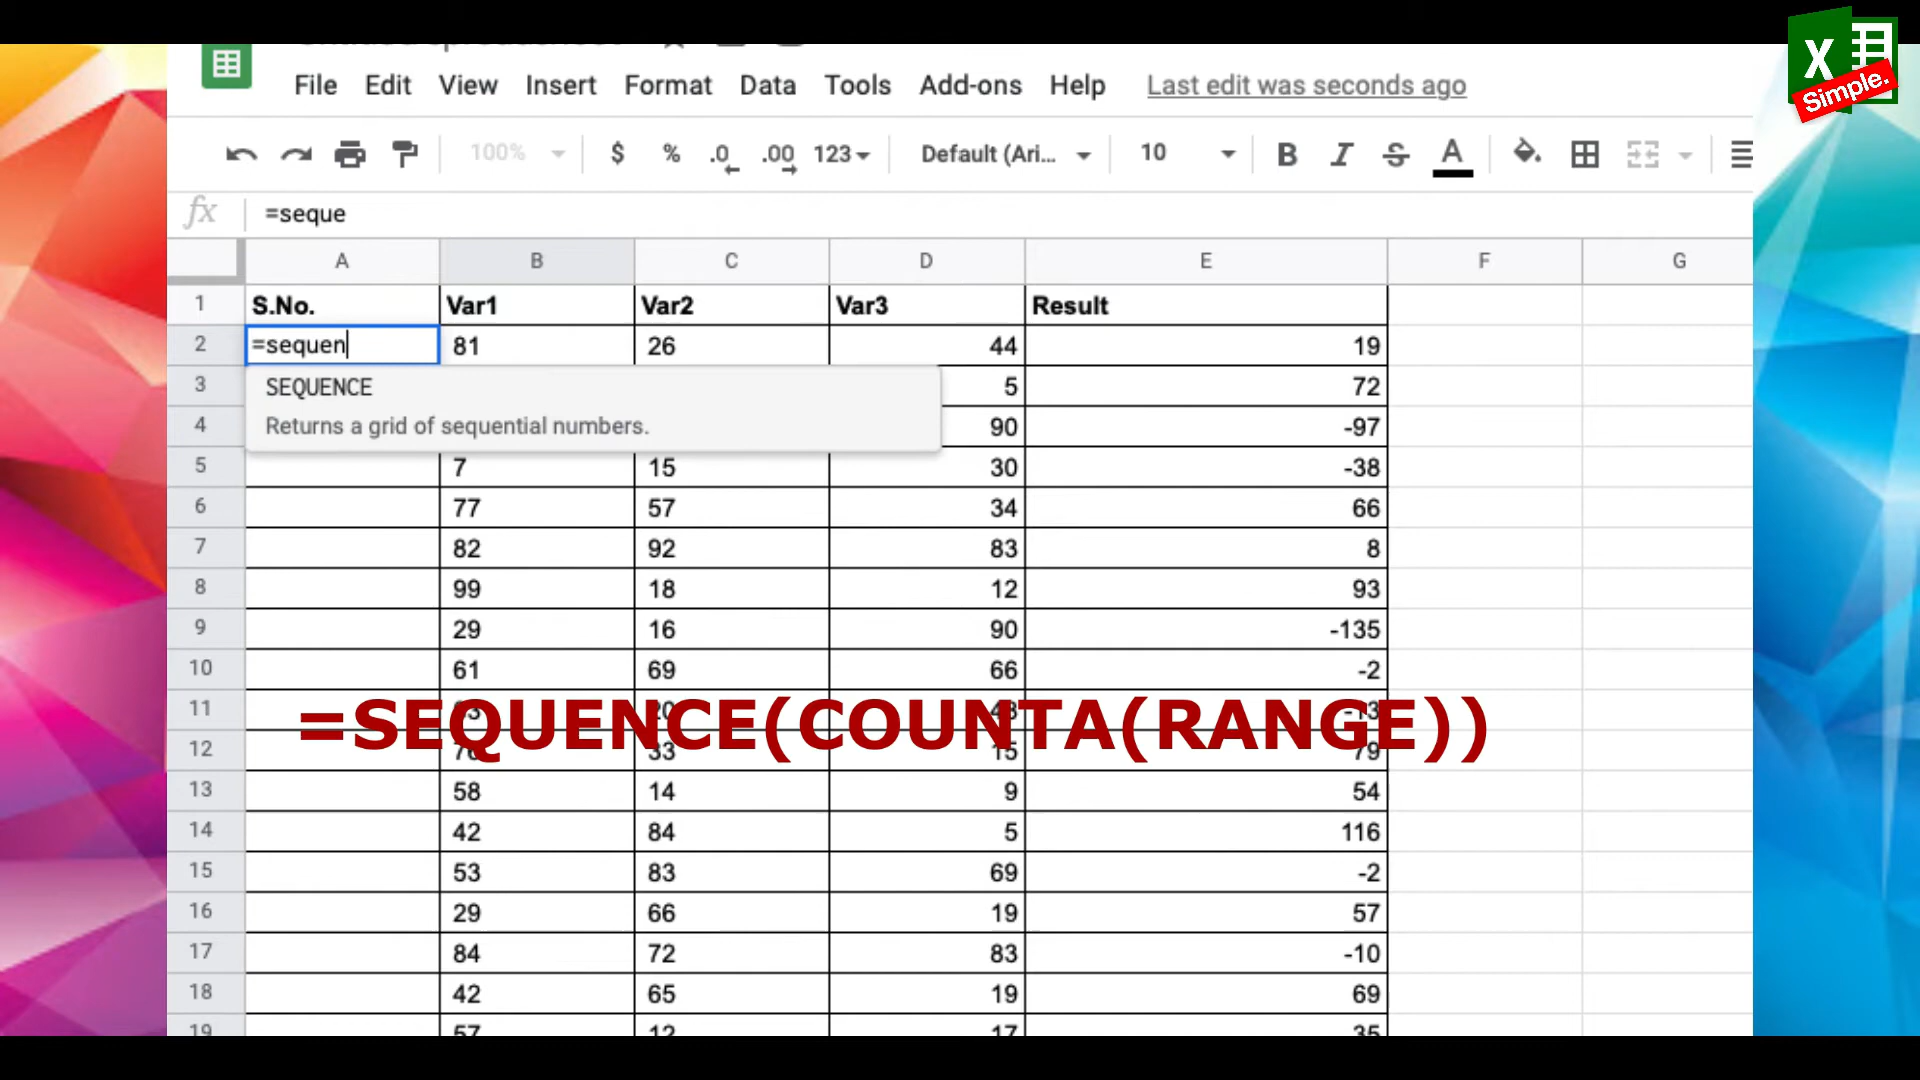 X
Simple.
File Edit View Insert Format Data Tools Add-ons Help Last edit was seconds ago
100% $ % .0 .00 123 Default (Ari... 10 B I S A
fx =seque
A B C D E F G
1 S.No. Var1 Var2 Var3 Result
2 =sequen 81 26 44 19
3 SEQUENCE 5 72
4 Returns a grid of sequential numbers. 90 -97
5 7 15 30 -38
6 77 57 34 66
7 82 92 83 8
8 99 18 12 93
9 29 16 90 -135
10 61 69 66 -2
11
=SEQUENCE(COUNTA(RANGE))
12 33 15 79
13 58 14 9 54
14 42 84 5 116
15 53 83 69 -2
16 29 66 19 57
17 84 72 83 -10
18 42 65 19 69
19 57 12 17 35